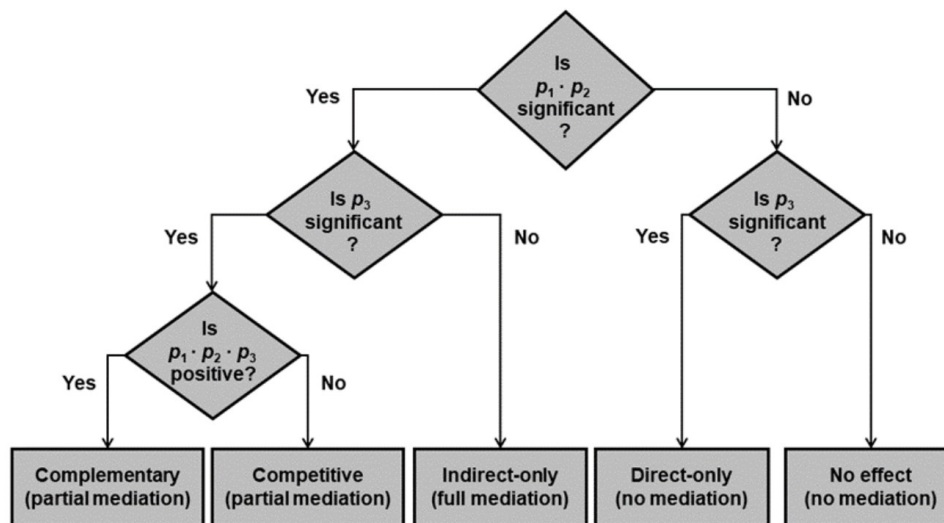 Is
p₁ · p₂
significant
?
Yes
No
Is p₃
significant
?
Yes
No
Is p₃
significant
?
Yes
No
Is
p₁ · p₂ · p₃
positive?
Yes
No
Complementary
(partial mediation)
Competitive
(partial mediation)
Indirect-only
(full mediation)
Direct-only
(no mediation)
No effect
(no mediation)